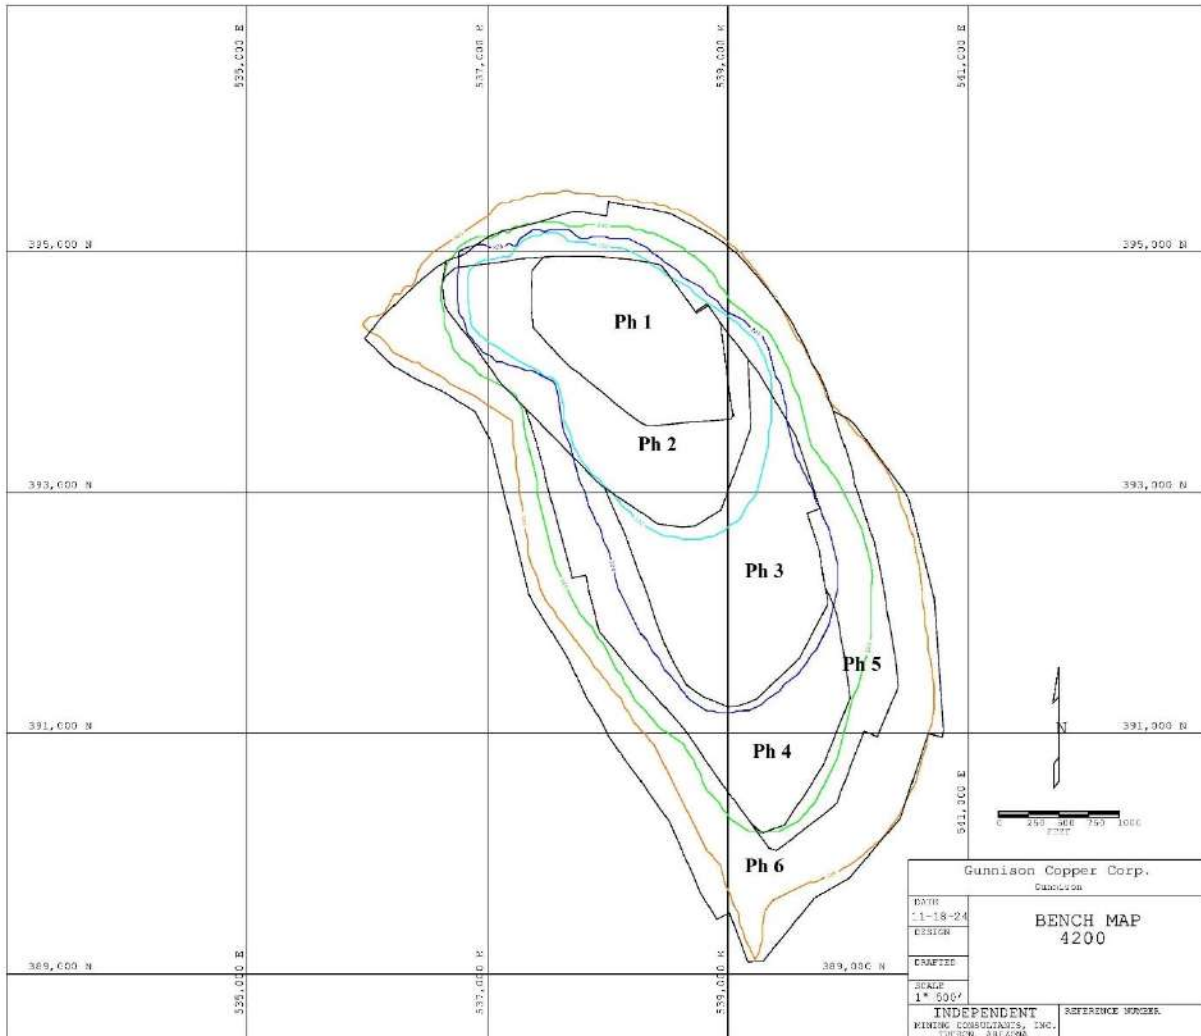 535,000 E
537,000 E
539,000 E
541,000 E
395,000 N
395,000 N
Ph 1
Ph 2
393,000 N
393,000 N
Ph 3
Ph 5
391,000 N
391,000 N
N
Ph 4
0 250 500 750 1000
FEET
Ph 6
535,000 E
537,000 E
539,000 E
541,000 E
389,000 N
389,000 N
Gunnison Copper Corp.
Gunnison
DATE
11-18-24
DESIGN
DRAFTED
SCALE
1" 500'
BENCH MAP
4200
INDEPENDENT
MINING CONSULTANTS, INC.
TUCSON, ARIZONA
REFERENCE NUMBER